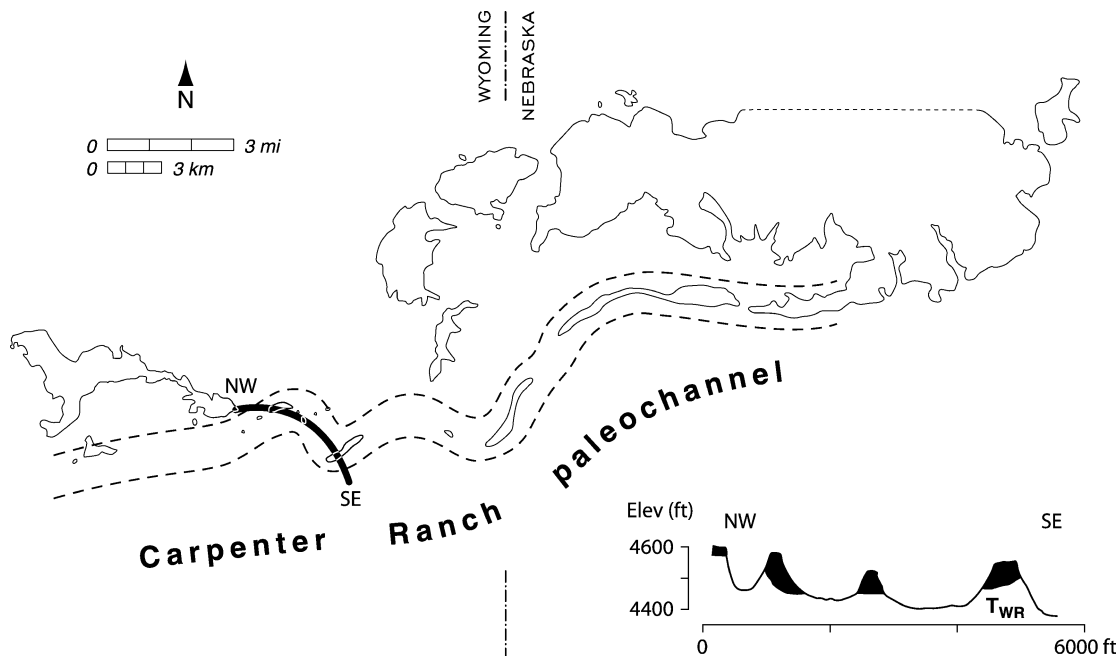 WYOMING
NEBRASKA
N
0 3 mi
0 3 km
NW
SE
Carpenter Ranch paleochannel
Elev (ft)
NW SE
4600
4400
TWR
0 6000 ft